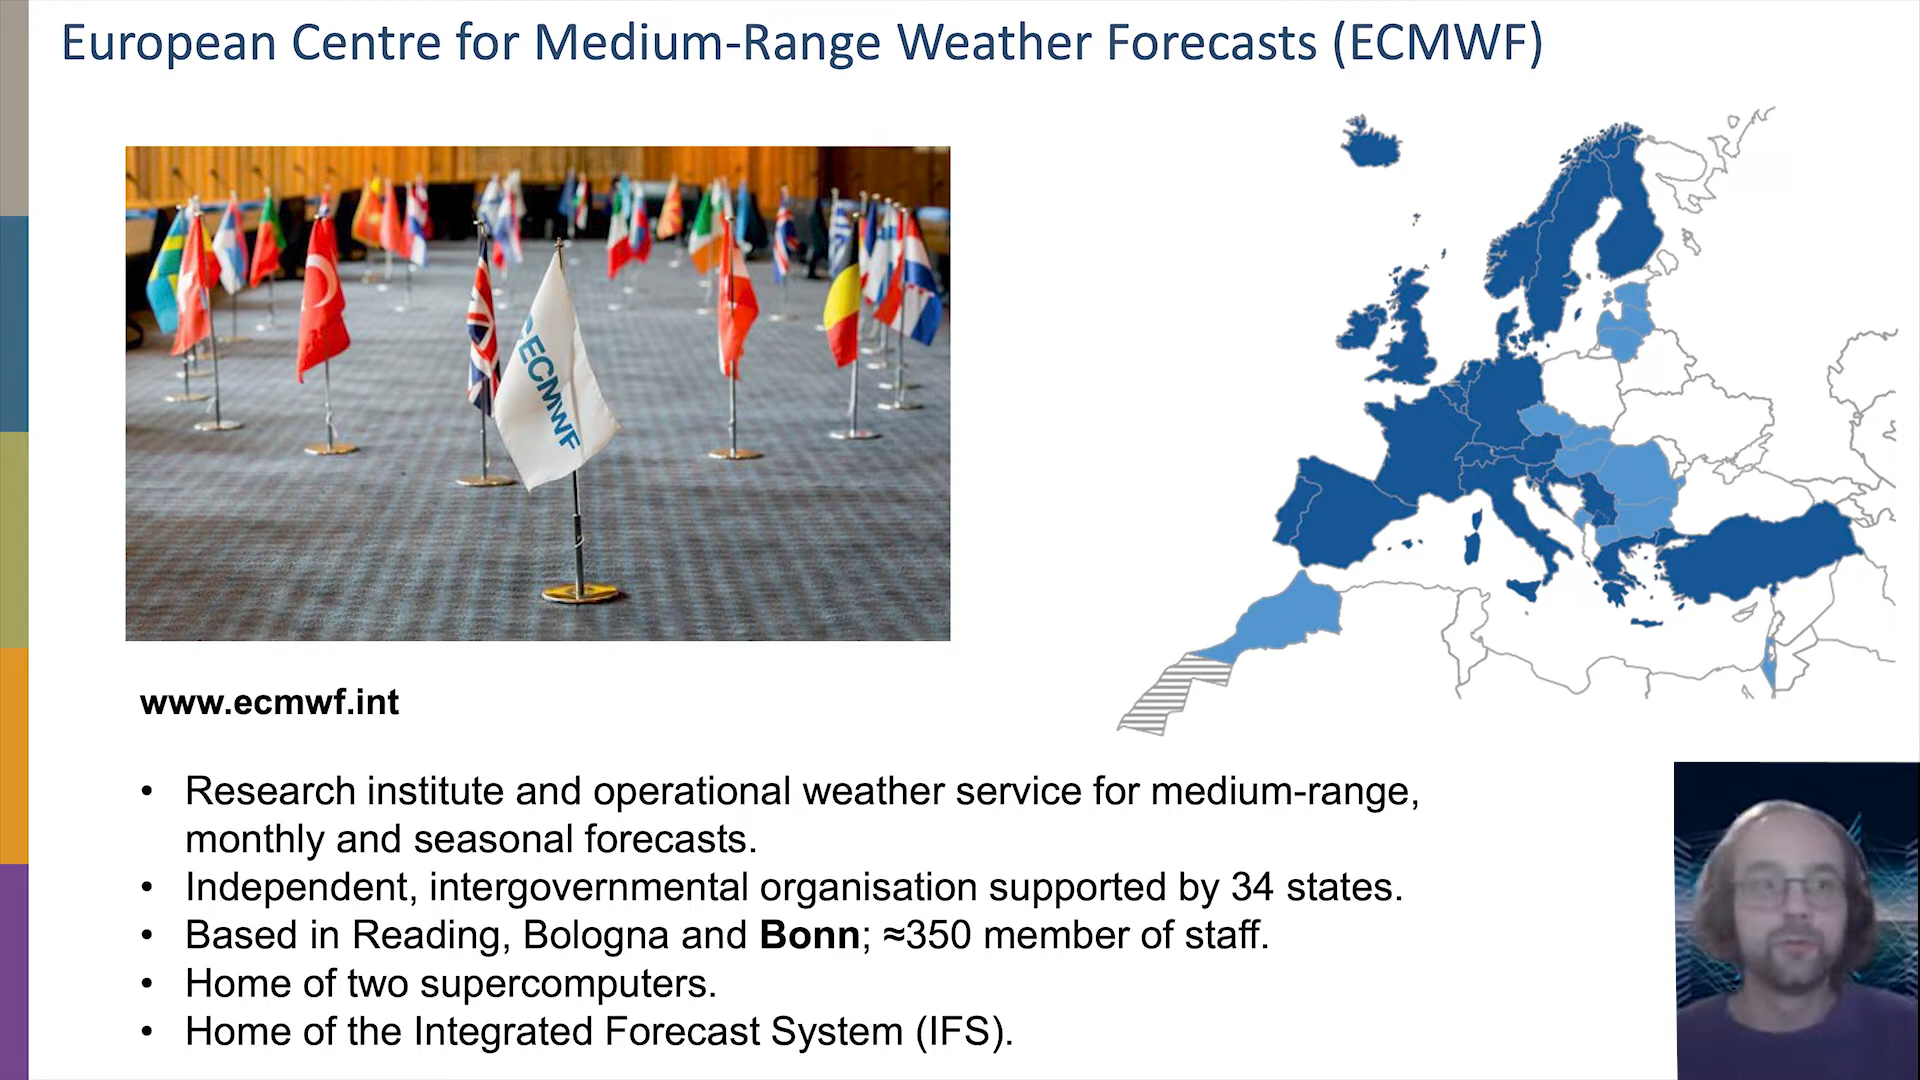 European Centre for Medium-Range Weather Forecasts (ECMWF)
ECMWF
www.ecmwf.int
• Research institute and operational weather service for medium-range,
monthly and seasonal forecasts.
• Independent, intergovernmental organisation supported by 34 states.
• Based in Reading, Bologna and Bonn; ≈350 member of staff.
• Home of two supercomputers.
• Home of the Integrated Forecast System (IFS).